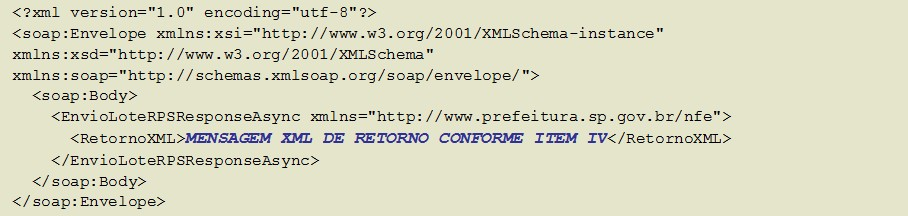 <?xml version="1.0" encoding="utf-8"?>
<soap:Envelope xmlns:xsi="http://www.w3.org/2001/XMLSchema-instance"
xmlns:xsd="http://www.w3.org/2001/XMLSchema"
xmlns:soap="http://schemas.xmlsoap.org/soap/envelope/">
  <soap:Body>
    <EnvioLoteRPSResponseAsync xmlns="http://www.prefeitura.sp.gov.br/nfe">
      <RetornoXML>MENSAGEM XML DE RETORNO CONFORME ITEM IV</RetornoXML>
    </EnvioLoteRPSResponseAsync>
  </soap:Body>
</soap:Envelope>